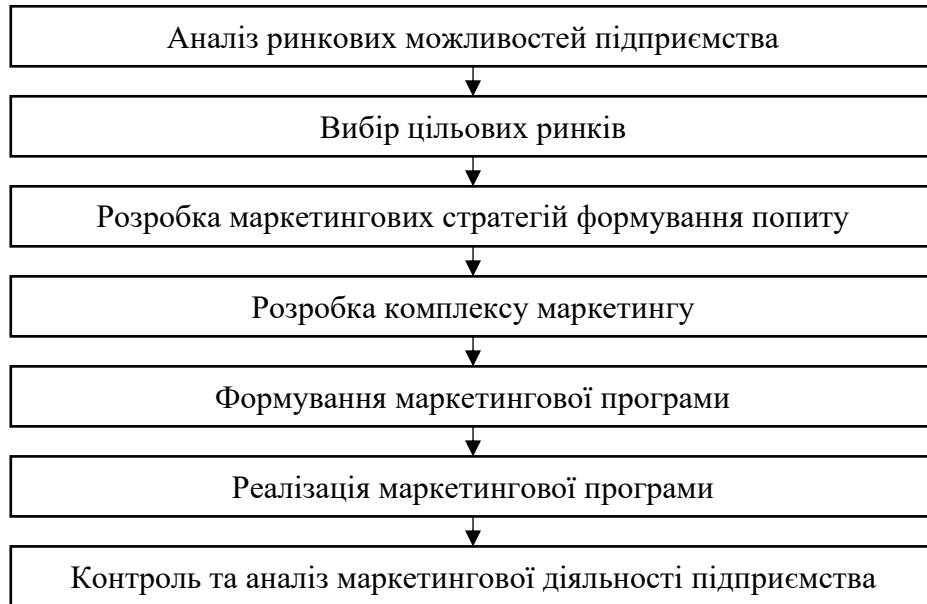 Аналіз ринкових можливостей підприємства
Вибір цільових ринків
Розробка маркетингових стратегій формування попиту
Розробка комплексу маркетингу
Формування маркетингової програми
Реалізація маркетингової програми
Контроль та аналіз маркетингової діяльності підприємства